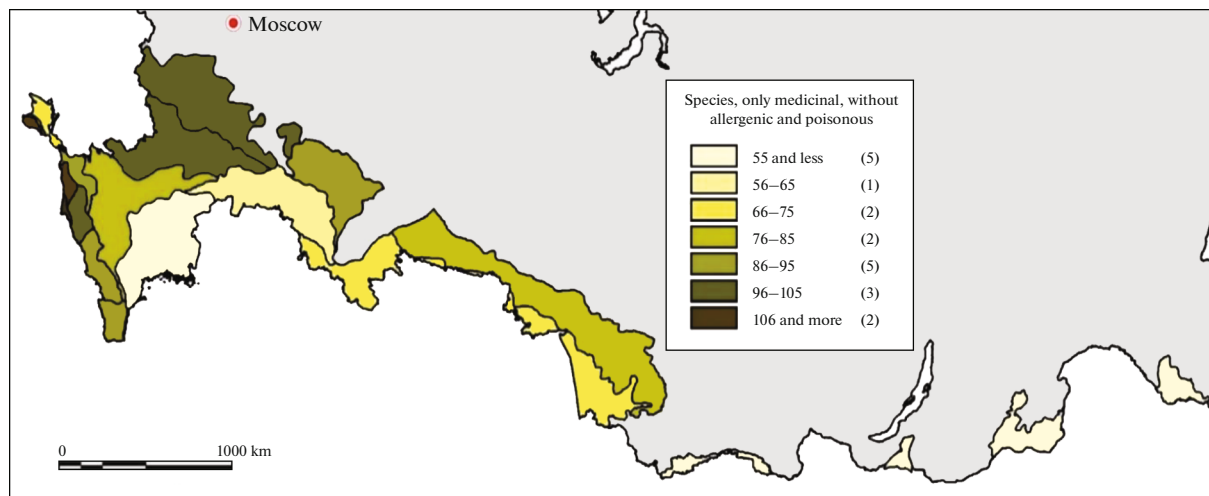 Moscow
Species, only medicinal, without
allergenic and poisonous
55 and less (5)
56–65 (1)
66–75 (2)
76–85 (2)
86–95 (5)
96–105 (3)
106 and more (2)
0 1000 km